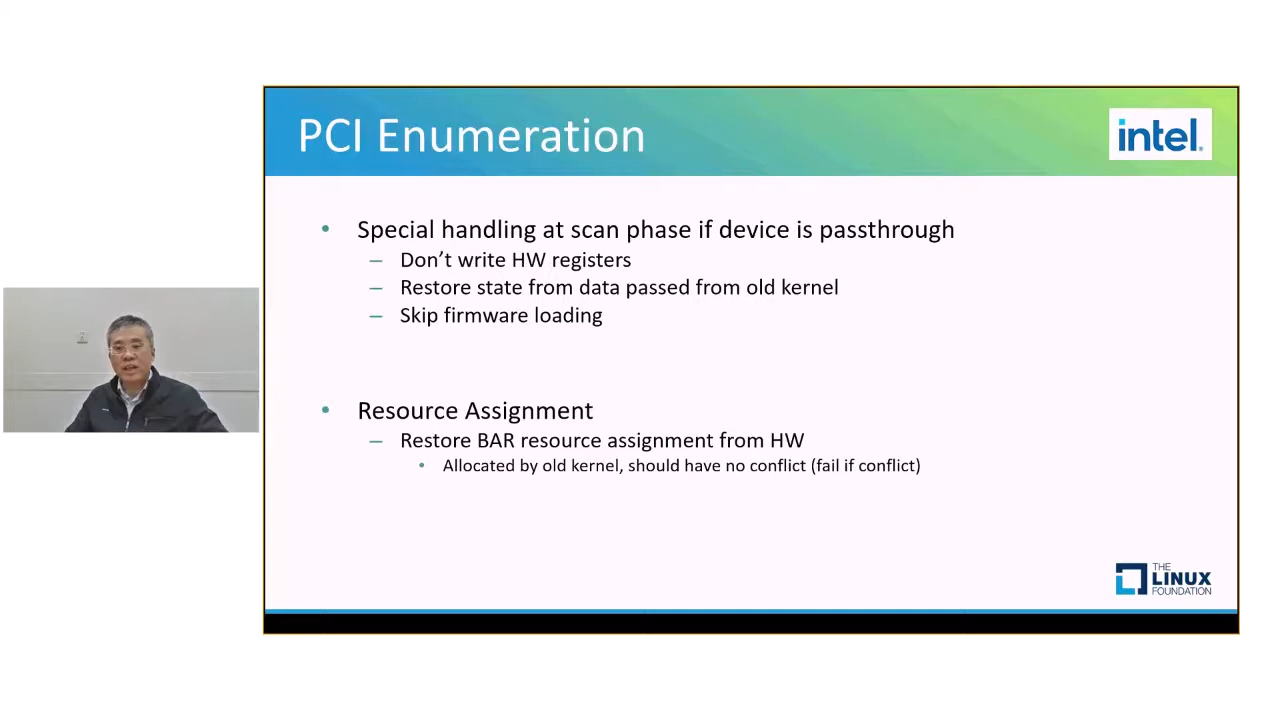 PCI Enumeration
intel.
• Special handling at scan phase if device is passthrough
– Don't write HW registers
– Restore state from data passed from old kernel
– Skip firmware loading
• Resource Assignment
– Restore BAR resource assignment from HW
• Allocated by old kernel, should have no conflict (fail if conflict)
THE
LINUX
FOUNDATION